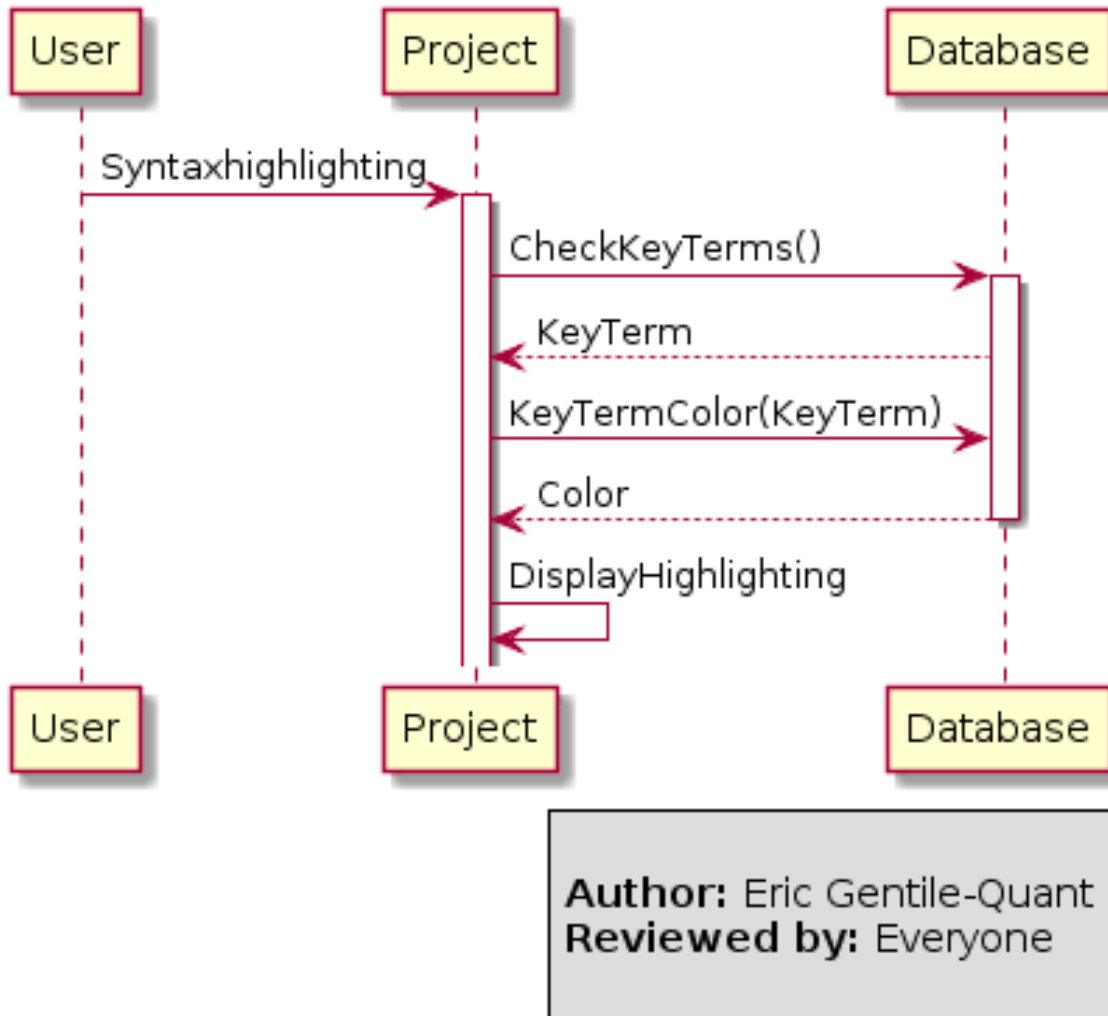 User
Project
Database
Syntaxhighlighting
CheckKeyTerms()
KeyTerm
KeyTermColor(KeyTerm)
Color
DisplayHighlighting
User
Project
Database
Author: Eric Gentile-Quant
Reviewed by: Everyone